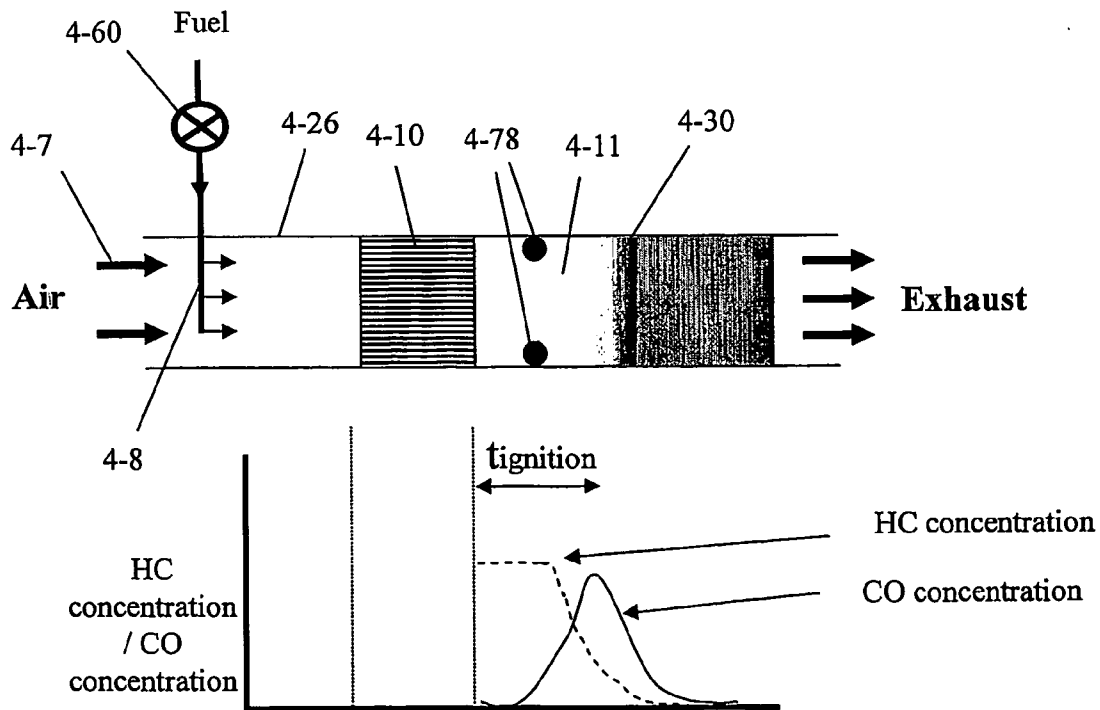 4-60
Fuel
4-7
4-26
4-10
4-78
4-11
4-30
Air
Exhaust
4-8
tignition
HC concentration
CO concentration
HC
concentration
/ CO
concentration